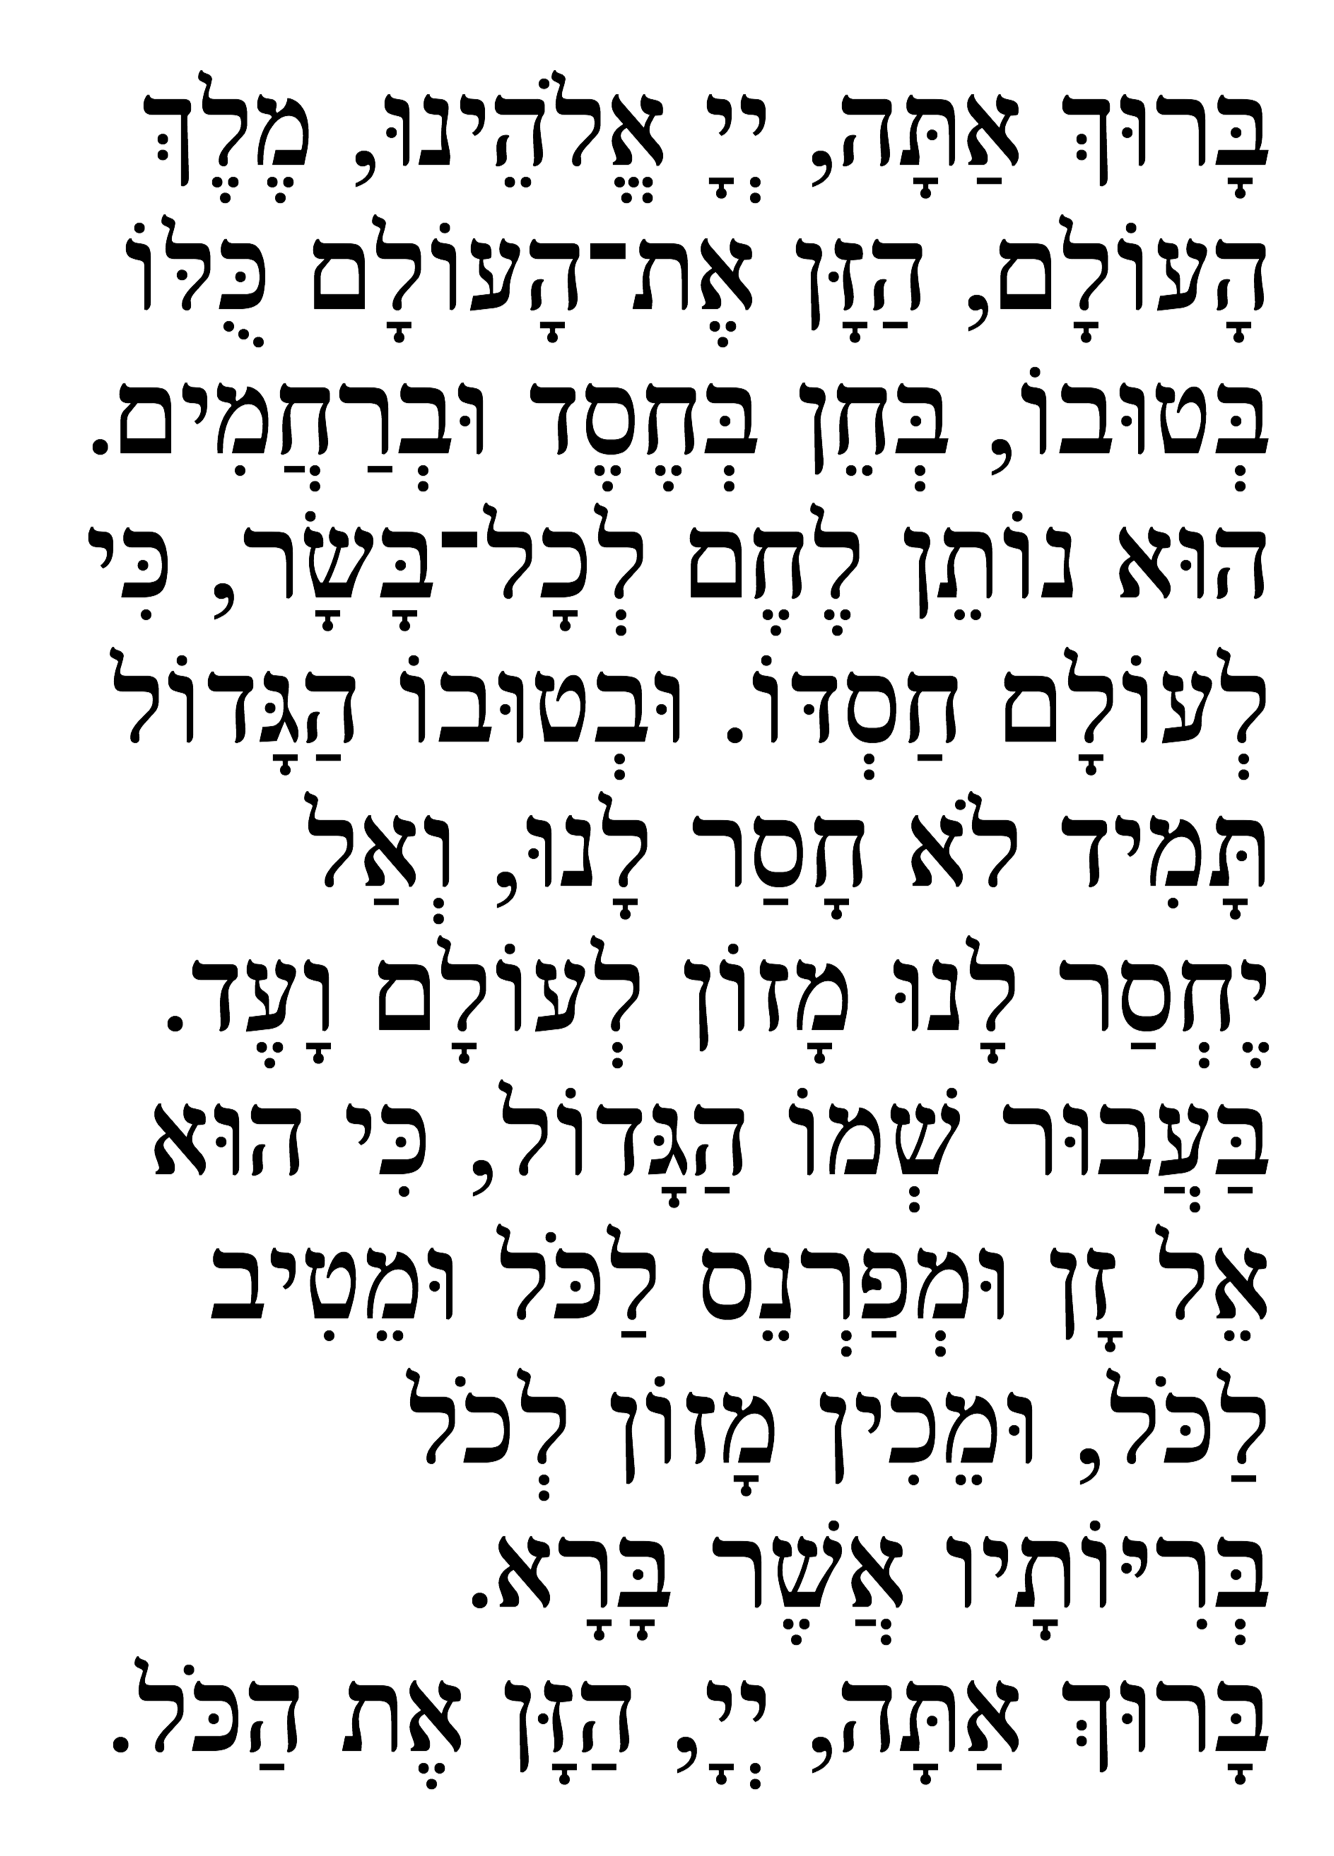 בָּרוּךְ אַתָּה, יְיָ אֱלֹהֵינוּ, מֶלֶךְ
הָעוֹלָם, הַזָּן אֶת־הָעוֹלָם כֻּלּוֹ
בְּטוּבוֹ, בְּחֵן בְּחֶסֶד וּבְרַחֲמִים.
הוּא נוֹתֵן לֶחֶם לְכָל־בָּשָׂר, כִּי
לְעוֹלָם חַסְדּוֹ. וּבְטוּבוֹ הַגָּדוֹל
תָּמִיד לֹא חָסַר לָנוּ, וְאַל
יֶחְסַר לָנוּ מָזוֹן לְעוֹלָם וָעֶד.
בַּעֲבוּר שְׁמוֹ הַגָּדוֹל, כִּי הוּא
אֵל זָן וּמְפַרְנֵס לַכֹּל וּמֵטִיב
לַכֹּל, וּמֵכִין מָזוֹן לְכֹל
בְּרִיּוֹתָיו אֲשֶׁר בָּרָא.
בָּרוּךְ אַתָּה, יְיָ, הַזָּן אֶת הַכֹּל.